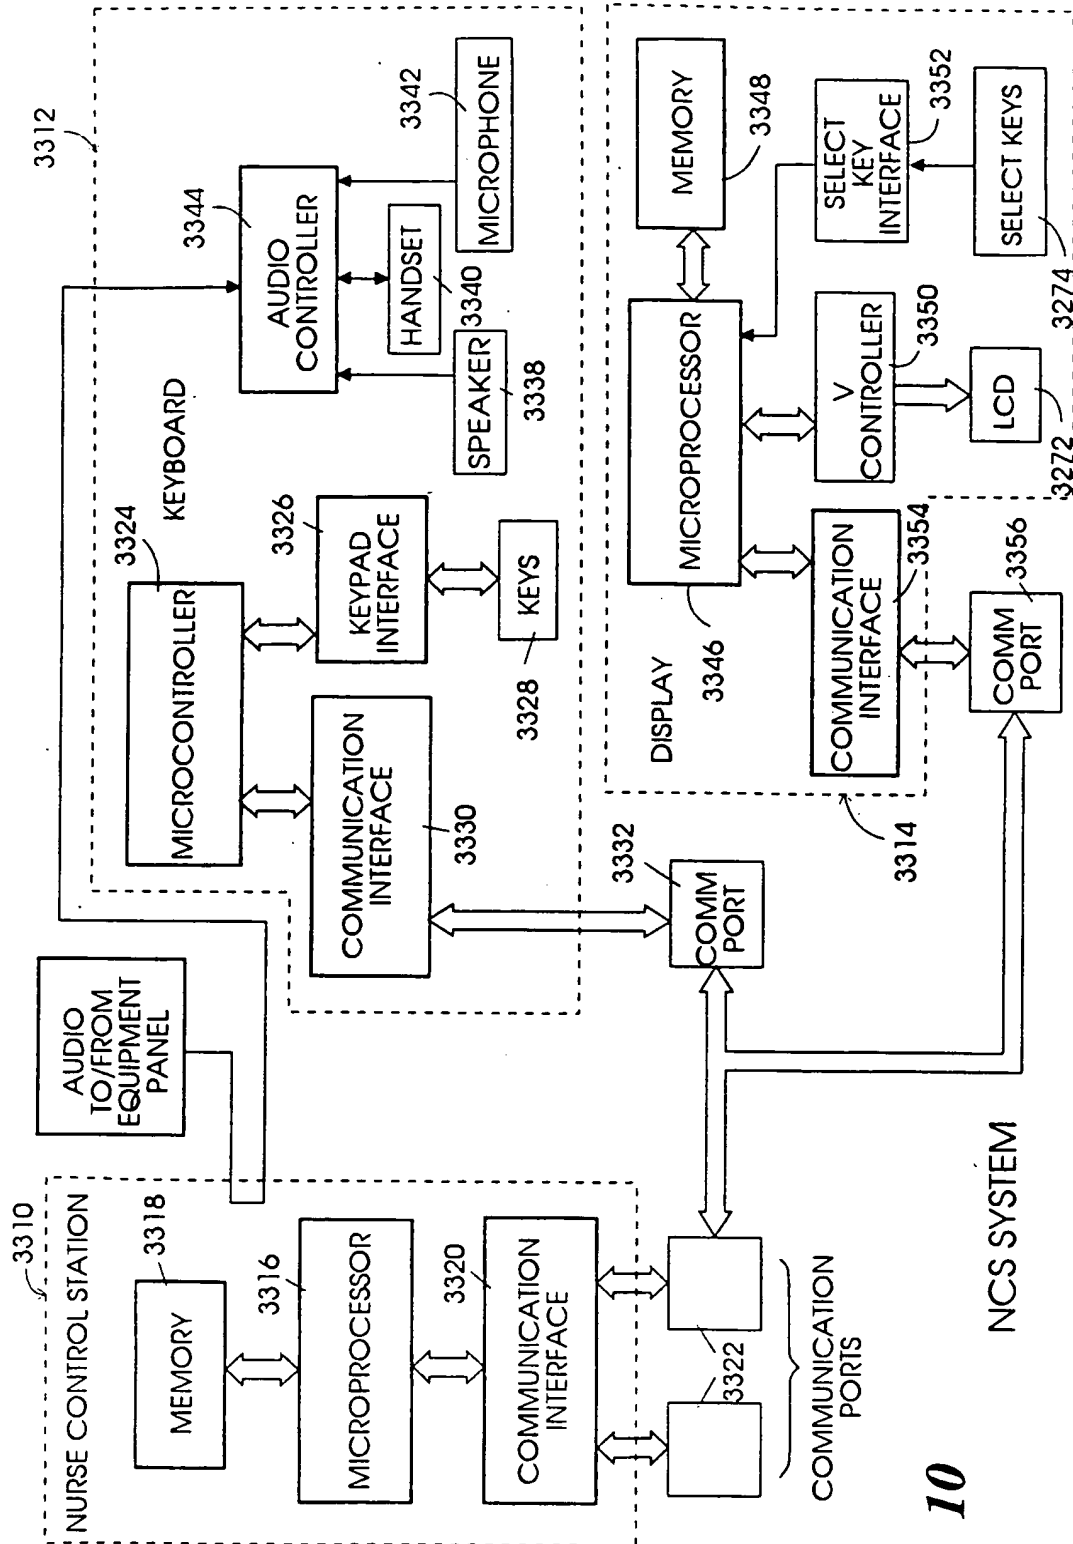 3310
NURSE CONTROL STATION
MEMORY
3318
MICROPROCESSOR
3316
COMMUNICATION
INTERFACE
3320
3322
COMMUNICATION
PORTS
AUDIO
TO/FROM
EQUIPMENT
PANEL
3312
KEYBOARD
MICROCONTROLLER
3324
COMMUNICATION
INTERFACE
3330
KEYPAD
INTERFACE
3326
KEYS
3328
AUDIO
CONTROLLER
3344
SPEAKER
3338
HANDSET
3340
MICROPHONE
3342
COMM
PORT
3332
3314
DISPLAY
MICROPROCESSOR
3346
MEMORY
3348
COMMUNICATION
INTERFACE
3354
V
CONTROLLER
3350
SELECT
KEY
INTERFACE
3352
LCD
3272
SELECT KEYS
3274
COMM
PORT
3356
NCS SYSTEM
10